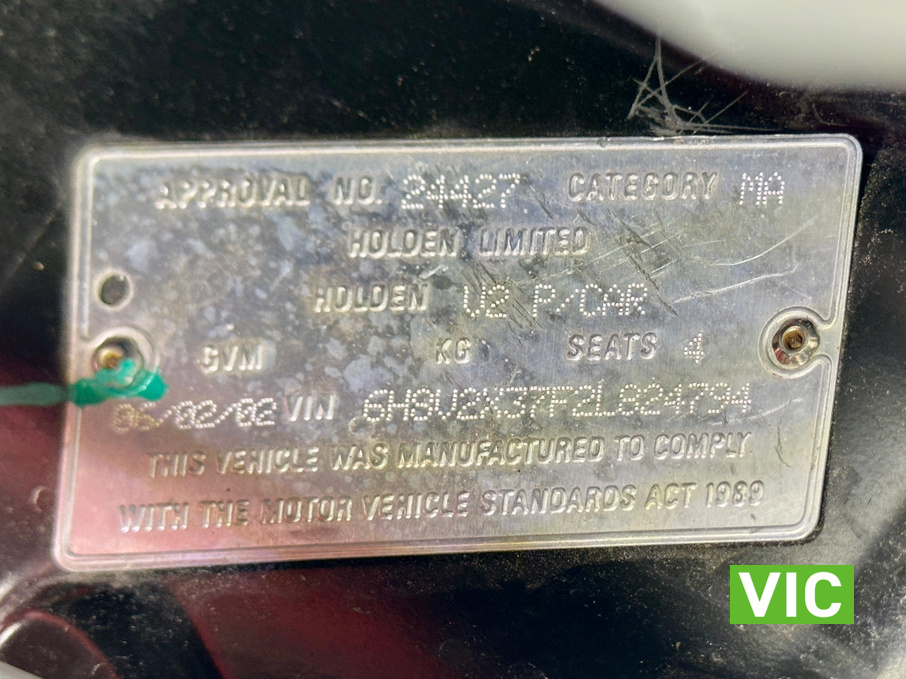 APPROVAL NO. 24427 CATEGORY MA
HOLDEN LIMITED
HOLDEN V2 P/CAR
GVM KG SEATS 4
06/02/02 VIN 6H8V2X37F2L824794
THIS VEHICLE WAS MANUFACTURED TO COMPLY
WITH THE MOTOR VEHICLE STANDARDS ACT 1989
VIC